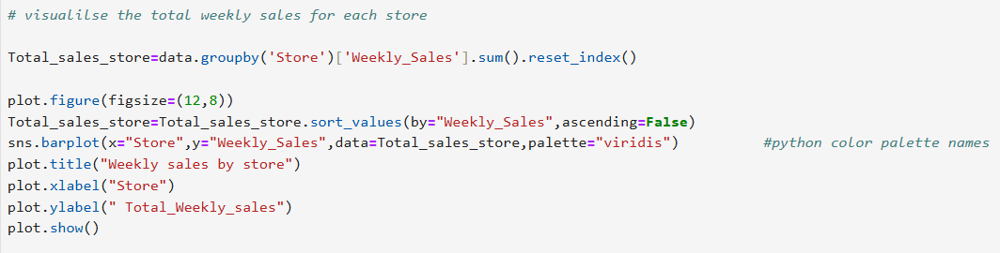 # visualilse the total weekly sales for each store
Total_sales_store=data.groupby('Store')['Weekly_Sales'].sum().reset_index()
plot.figure(figsize=(12,8))
Total_sales_store=Total_sales_store.sort_values(by="Weekly_Sales",ascending=False)
sns.barplot(x="Store",y="Weekly_Sales",data=Total_sales_store,palette="viridis")          #python color palette names
plot.title("Weekly sales by store")
plot.xlabel("Store")
plot.ylabel(" Total_Weekly_sales")
plot.show()